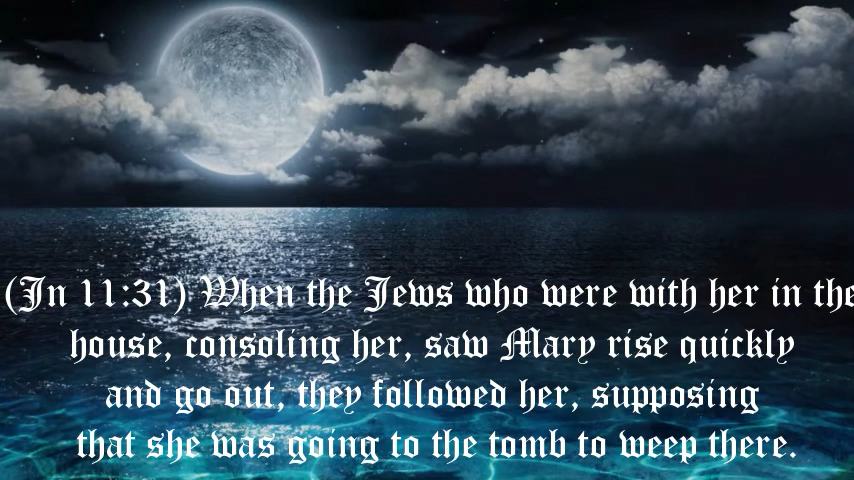 (Jn 11:31) When the Jews who were with her in the
house, consoling her, saw Mary rise quickly
and go out, they followed her, supposing
that she was going to the tomb to weep there.